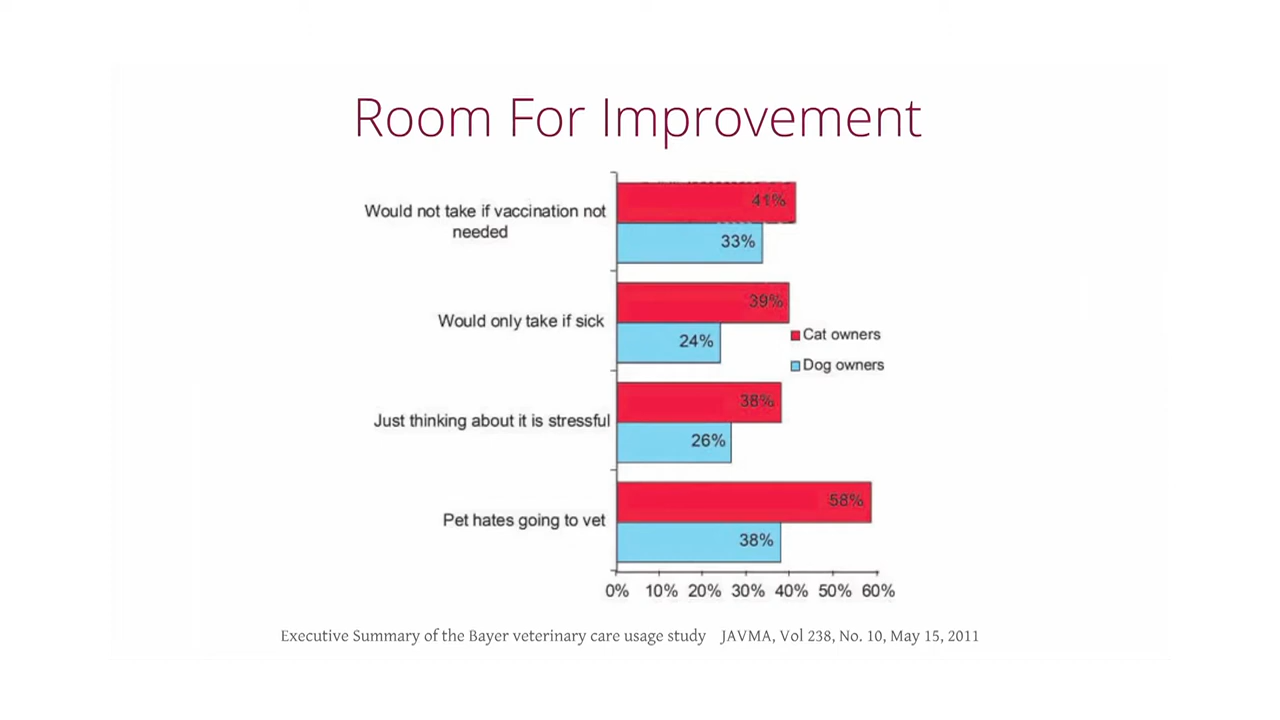 Room For Improvement
Would not take if vaccination not
needed
41%
33%
Would only take if sick
39%
24%
Cat owners
Dog owners
Just thinking about it is stressful
38%
26%
Pet hates going to vet
58%
38%
0% 10% 20% 30% 40% 50% 60%
Executive Summary of the Bayer veterinary care usage study JAVMA, Vol 238, No. 10, May 15, 2011